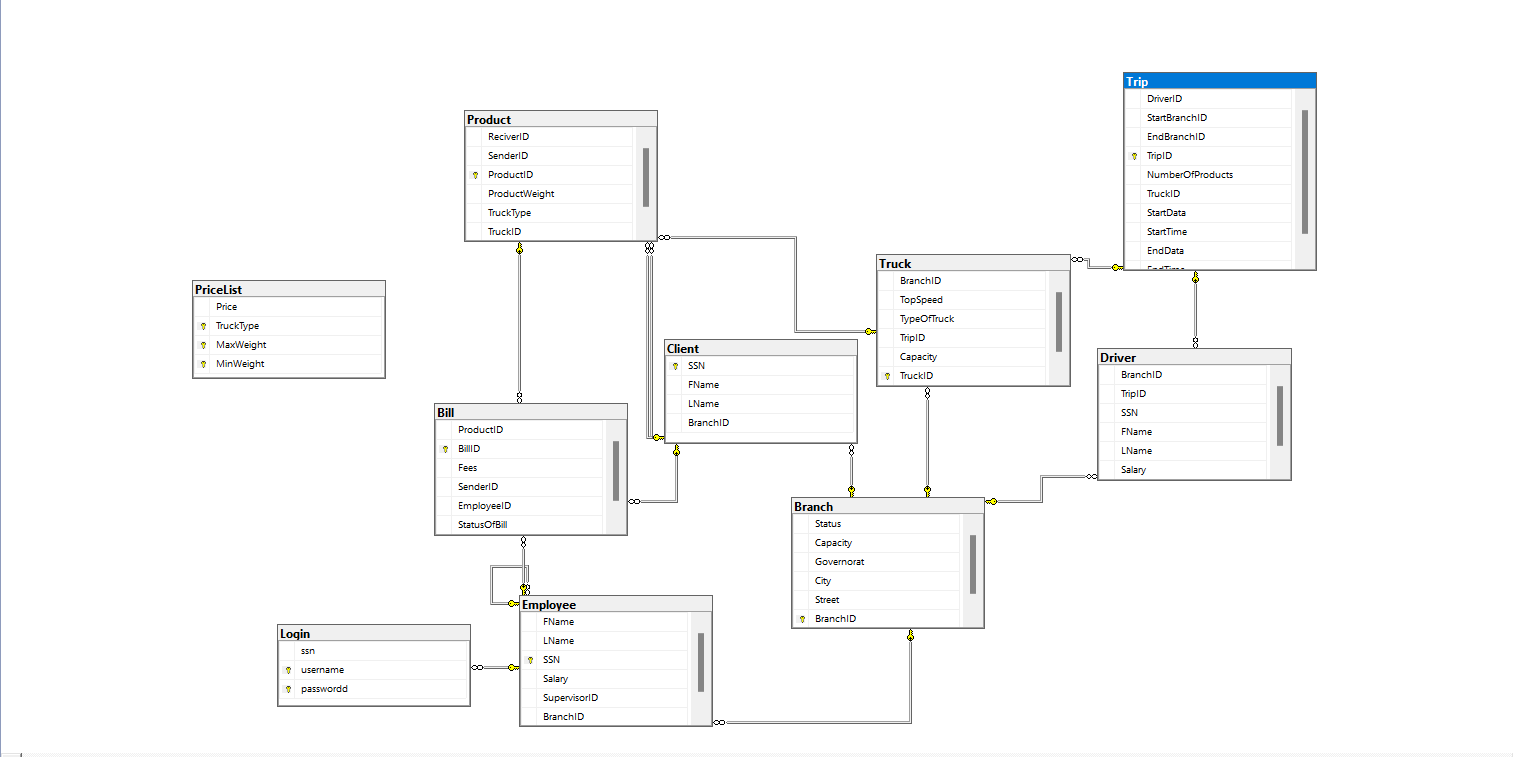 Trip
DriverID
StartBranchID
EndBranchID
TripID
NumberOfProducts
TruckID
StartData
StartTime
EndData
EndTime
Product
ReciverID
SenderID
ProductID
ProductWeight
TruckType
TruckID
Truck
BranchID
TopSpeed
TypeOfTruck
TripID
Capacity
TruckID
PriceList
Price
TruckType
MaxWeight
MinWeight
Client
SSN
FName
LName
BranchID
Driver
BranchID
TripID
SSN
FName
LName
Salary
Bill
ProductID
BillID
Fees
SenderID
EmployeeID
StatusOfBill
Branch
Status
Capacity
Governorat
City
Street
BranchID
Employee
FName
LName
SSN
Salary
SupervisorID
BranchID
Login
ssn
username
passwordd